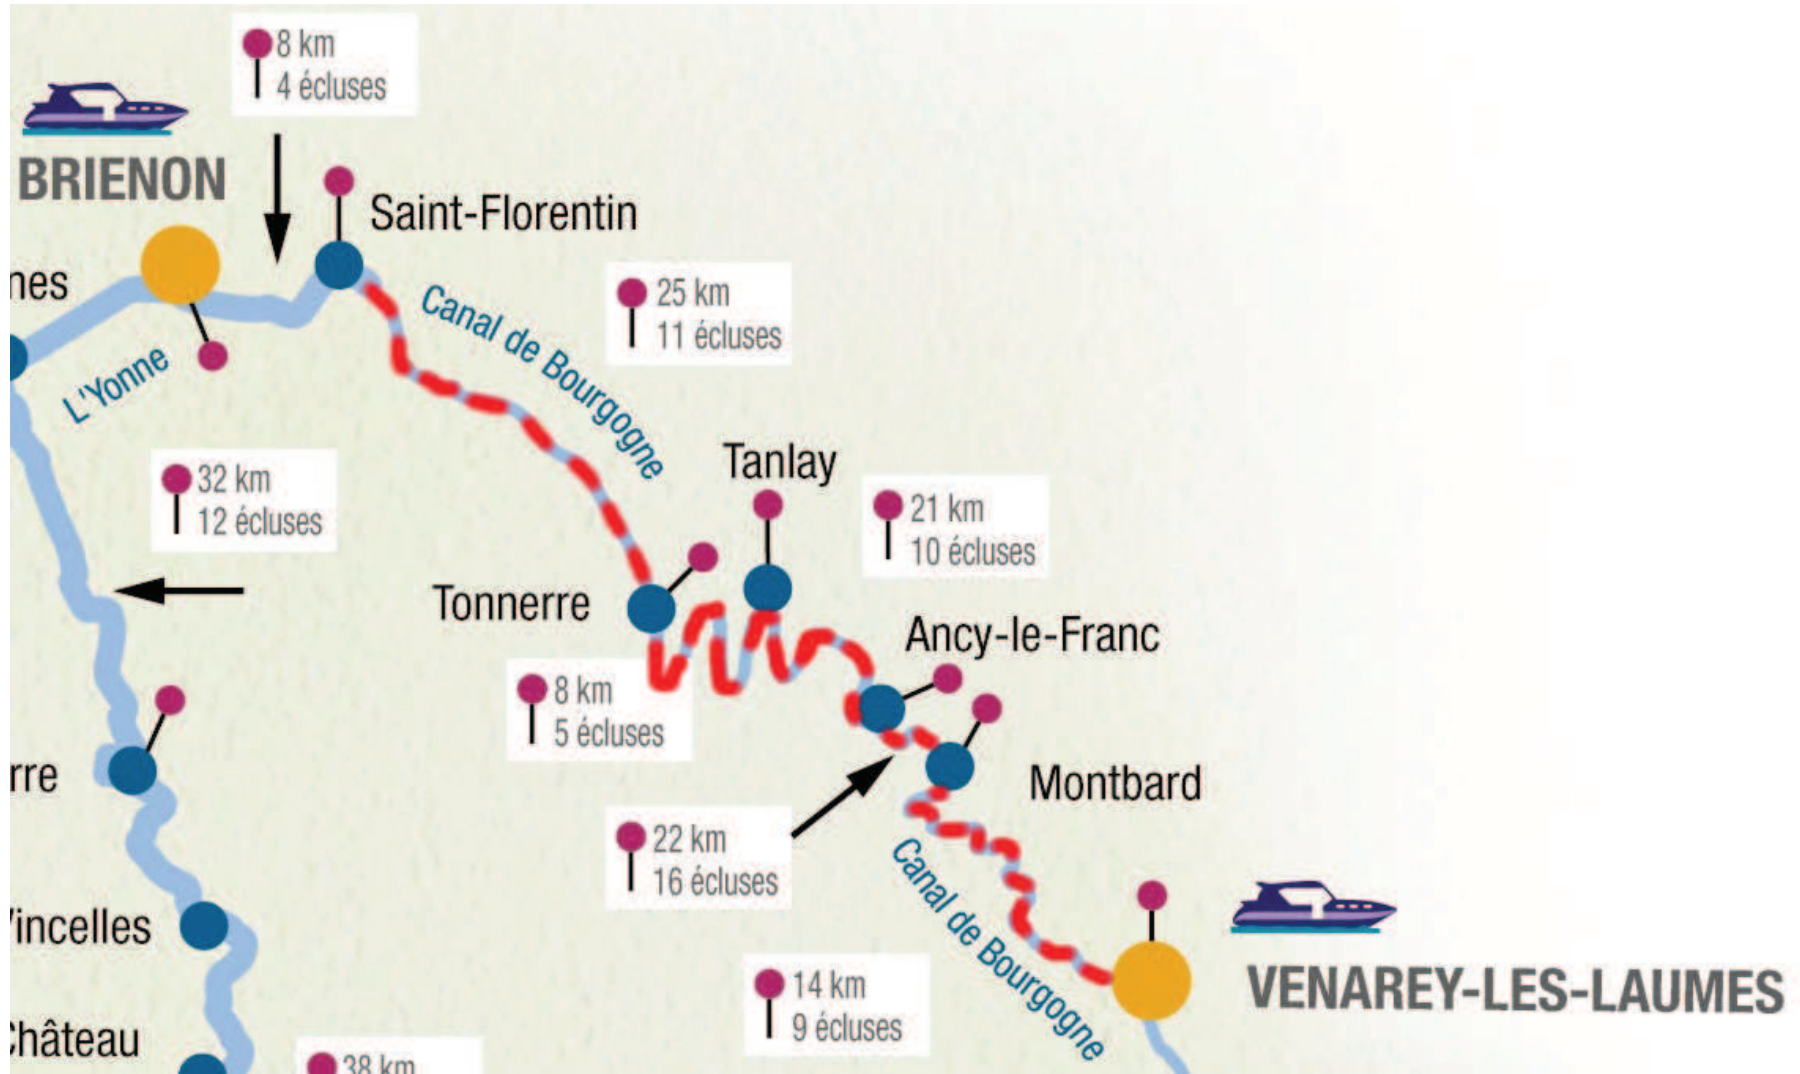 8 km
4 écluses
BRIENON
Saint-Florentin
nes
25 km
11 écluses
Canal de Bourgogne
L'Yonne
Tanlay
32 km
12 écluses
21 km
10 écluses
Tonnerre
Ancy-le-Franc
8 km
5 écluses
rre
Montbard
22 km
16 écluses
Canal de Bourgogne
incelles
14 km
9 écluses
VENAREY-LES-LAUMES
hâteau
38 km